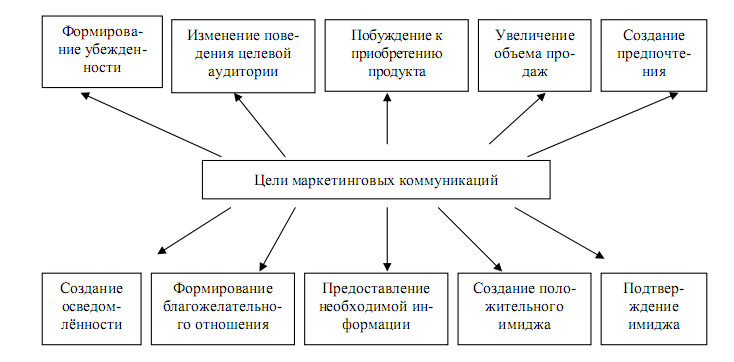 Формирова-
ние убежден-
ности
Изменение пове-
дения целевой
аудитории
Побуждение к
приобретению
продукта
Увеличение
объема про-
даж
Создание
предпочте-
ния
Цели маркетинговых коммуникаций
Создание
осведом-
лённости
Формирование
благожелательно-
го отношения
Предоставление
необходимой ин-
формации
Создание поло-
жительного
имиджа
Подтвер-
ждение
имиджа